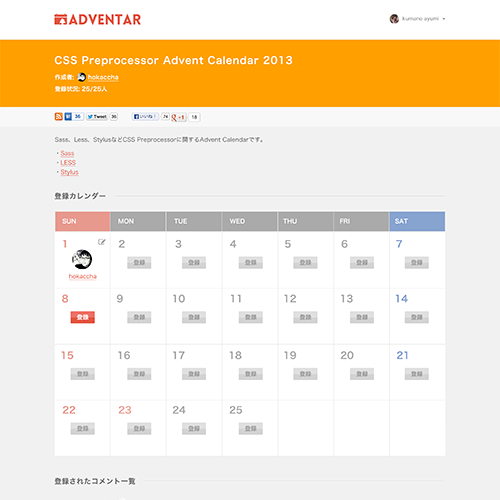 ADVENTAR
kumono ayumi
CSS Preprocessor Advent Calendar 2013
作成者: hokaccha
登録状況: 25/25人
36 Tweet 35 いいね! 74 +1 18
Sass、Less、StylusなどCSS Preprocessorに関するAdvent Calendarです。
・Sass
・LESS
・Stylus
登録カレンダー
SUN MON TUE WED THU FRI SAT
1 2 3 4 5 6 7
hokaccha 登録 登録 登録 登録 登録 登録
8 9 10 11 12 13 14
登録 登録 登録 登録 登録 登録 登録
15 16 17 18 19 20 21
登録 登録 登録 登録 登録 登録 登録
22 23 24 25
登録 登録 登録 登録
登録されたコメント一覧